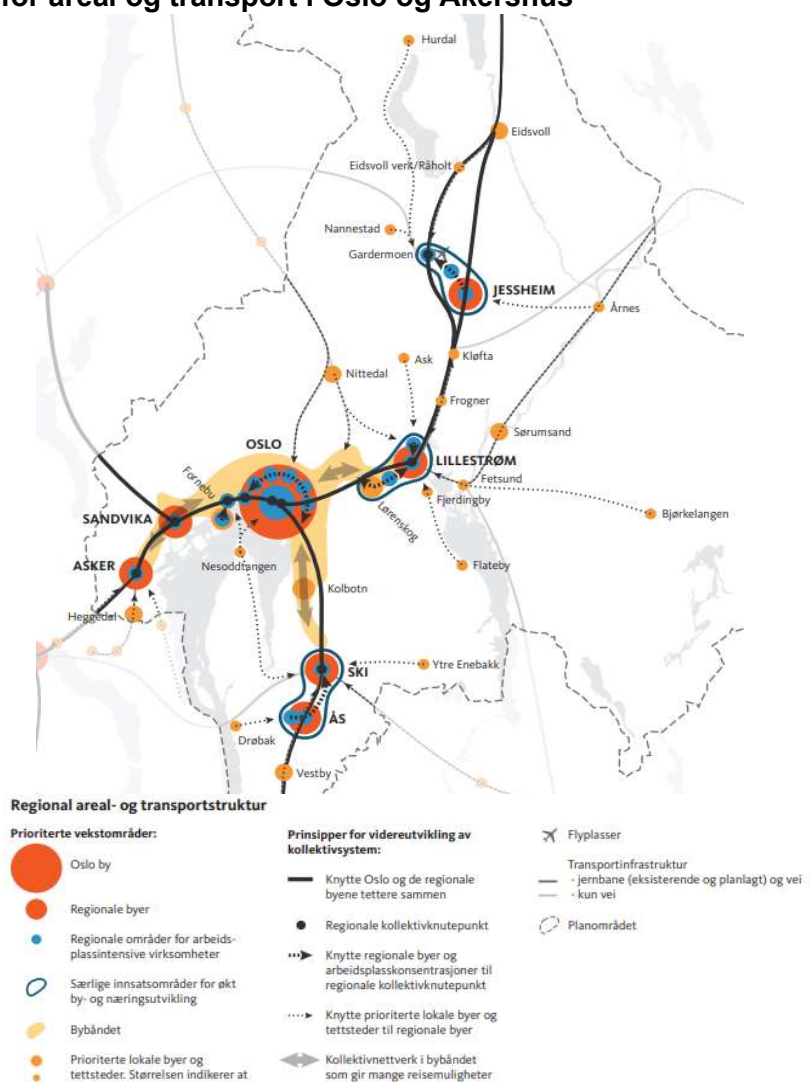 for areal og transport i Oslo og Akershus
Hurdal
Eidsvoll
Eidsvoll verk/Råholt
Nannestad
Gardermoen
JESSHEIM
Årnes
Kløfta
Ask
Nittedal
Frogner
OSLO
Sørumsand
LILLESTRØM
Fornebu
Fetsund
Lørenskog
Fjerdingby
SANDVIKA
Bjørkelangen
ASKER
Nesoddtangen
Flateby
Kolbotn
Heggedal
SKI
Ytre Enebakk
ÅS
Drøbak
Vestby
Regional areal- og transportstruktur
Prioriterte vekstområder:
Oslo by
Regionale byer
Regionale områder for arbeids-
plassintensive virksomheter
Særlige innsatsområder for økt
by- og næringsutvikling
Bybåndet
Prioriterte lokale byer og
tettsteder. Størrelsen indikerer at
Prinsipper for videreutvikling av
kollektivsystem:
Knytte Oslo og de regionale
byene tettere sammen
Regionale kollektivknutepunkt
Knytte regionale byer og
arbeidsplasskonsentrasjoner til
regionale kollektivknutepunkt
Knytte prioriterte lokale byer og
tettsteder til regionale byer
Kollektivnettverk i bybåndet
som gir mange reisemuligheter
Flyplasser
Transportinfrastruktur
- jernbane (eksisterende og planlagt) og vei
- kun vei
Planområdet